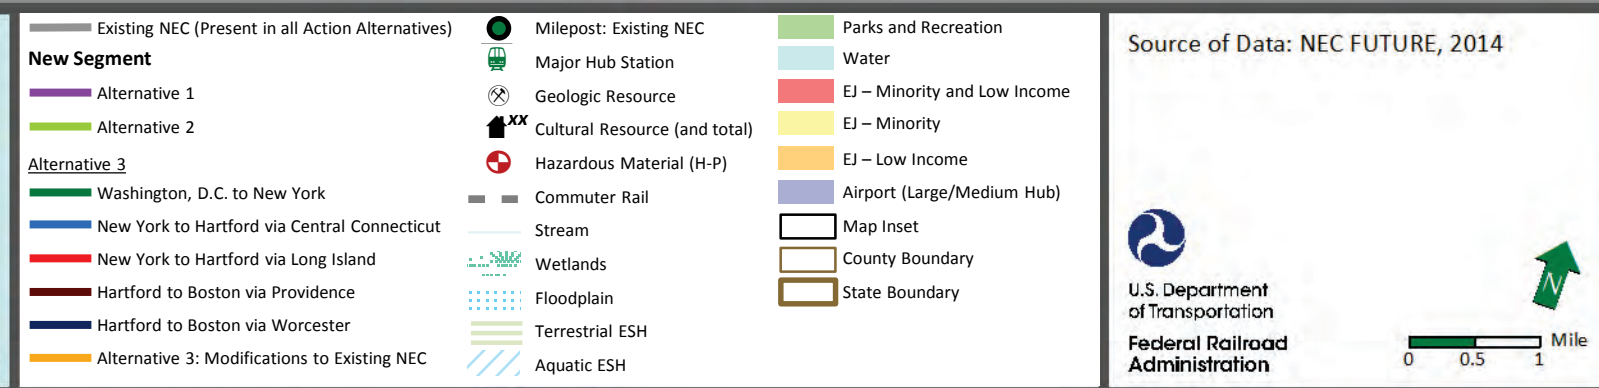 Existing NEC (Present in all Action Alternatives)
New Segment
Alternative 1
Alternative 2
Alternative 3
Washington, D.C. to New York
New York to Hartford via Central Connecticut
New York to Hartford via Long Island
Hartford to Boston via Providence
Hartford to Boston via Worcester
Alternative 3: Modifications to Existing NEC
Milepost: Existing NEC
Major Hub Station
Geologic Resource
XX Cultural Resource (and total)
Hazardous Material (H-P)
Commuter Rail
Stream
Wetlands
Floodplain
Terrestrial ESH
Aquatic ESH
Parks and Recreation
Water
EJ – Minority and Low Income
EJ – Minority
EJ – Low Income
Airport (Large/Medium Hub)
Map Inset
County Boundary
State Boundary
Source of Data: NEC FUTURE, 2014
U.S. Department
of Transportation
Federal Railroad
Administration
N
Mile
0 0.5 1